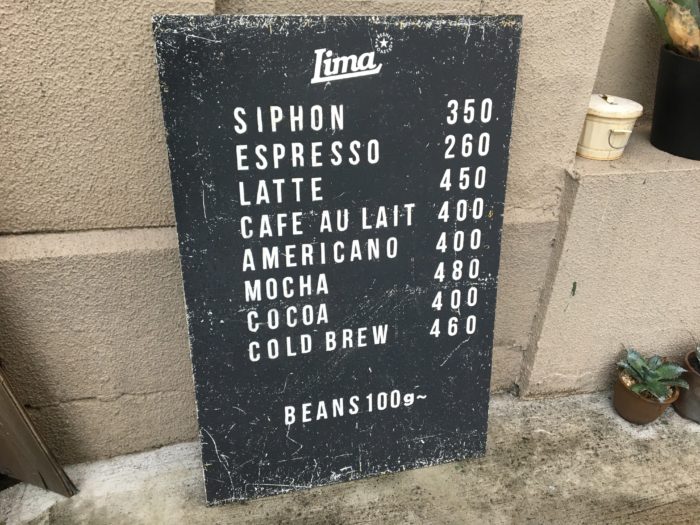 Lima
SIPHON 350
ESPRESSO 260
LATTE 450
CAFE AU LAIT 400
AMERICANO 400
MOCHA 480
COCOA 400
COLD BREW 460
BEANS 100g~